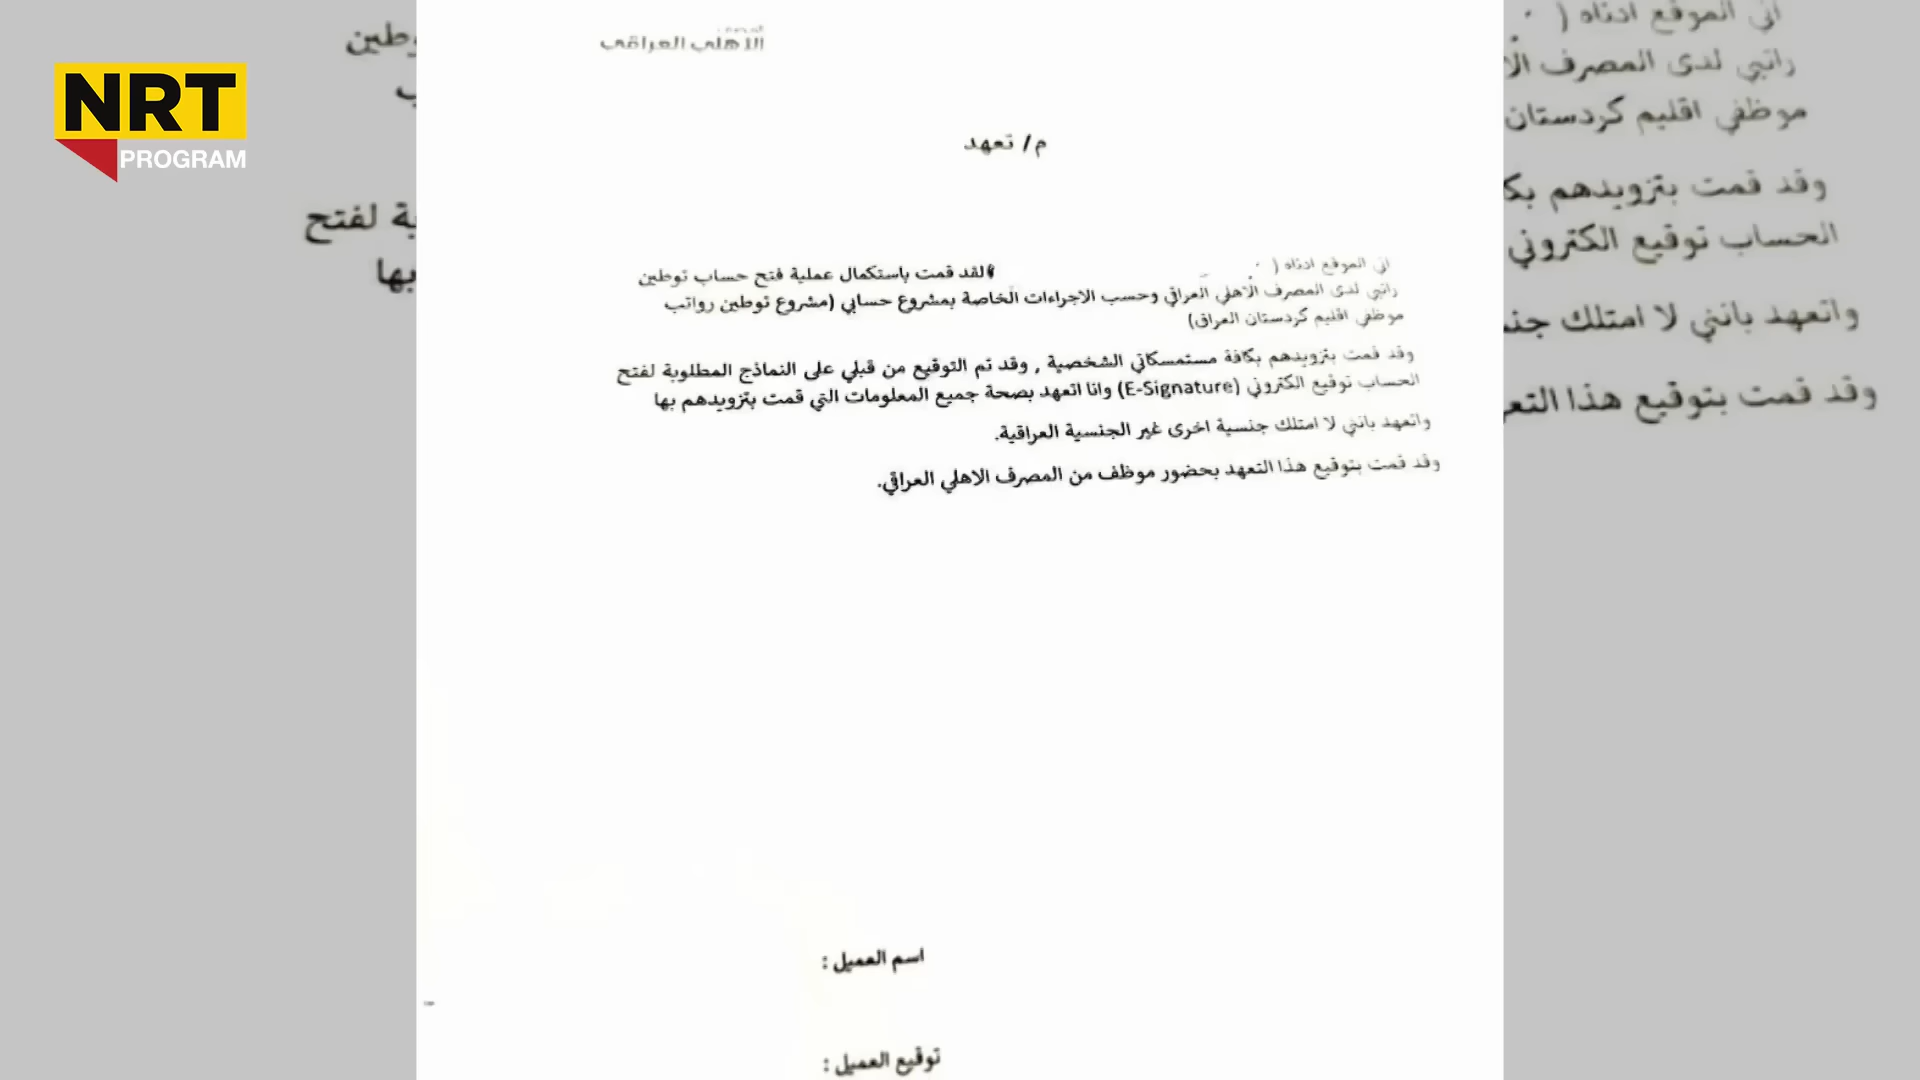 NRT
PROGRAM
الاهلي العراقي
م/ تعهد
اني الموقع ادناه ( لقد قمت باستكمال عملية فتح حساب توطين
راتبي لدى المصرف الاهلي العراقي وحسب الاجراءات الخاصة بمشروع حسابي (مشروع توطين رواتب
موظفي اقليم كردستان العراق)
وقد قمت بتزويدهم بكافة مستمسكاتي الشخصية , وقد تم التوقيع من قبلي على النماذج المطلوبة لفتح
الحساب توقيع الكتروني (E-Signature) وانا اتعهد بصحة جميع المعلومات التي قمت بتزويدهم بها
واتعهد بانني لا امتلك جنسية اخرى غير الجنسية العراقية.
وقد قمت بتوقيع هذا التعهد بحضور موظف من المصرف الاهلي العراقي.
اسم العميل :
توقيع العميل :